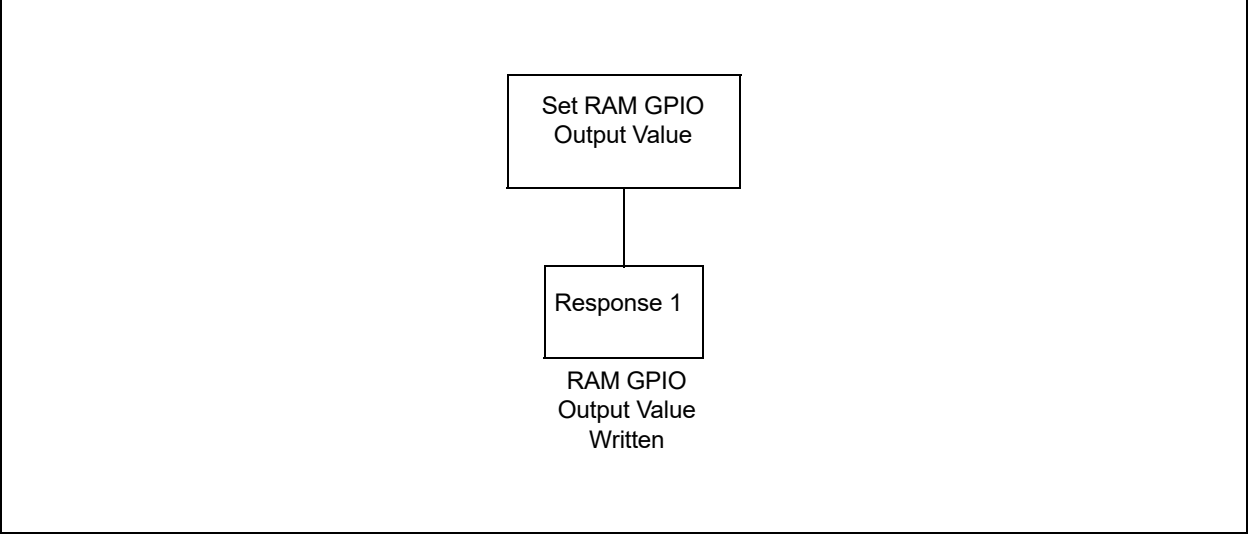 Set RAM GPIO
Output Value
Response 1
RAM GPIO
Output Value
Written